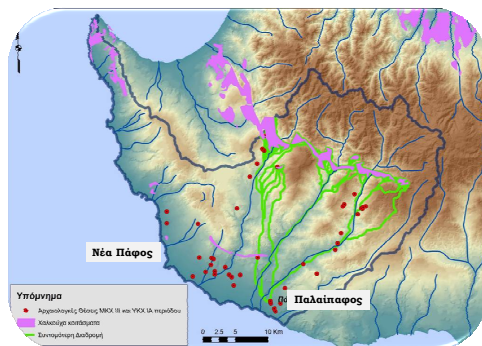 Νέα Πάφος
Παλαίπαφος
Υπόμνημα
Αρχαιολογικές Θέσεις ΜΚΧ III και ΥΚΧ ΙΑ περιόδου
Χαλκούχα κοιτάσματα
Συντομότερη Διαδρομή
0 2.5 5 10 Km